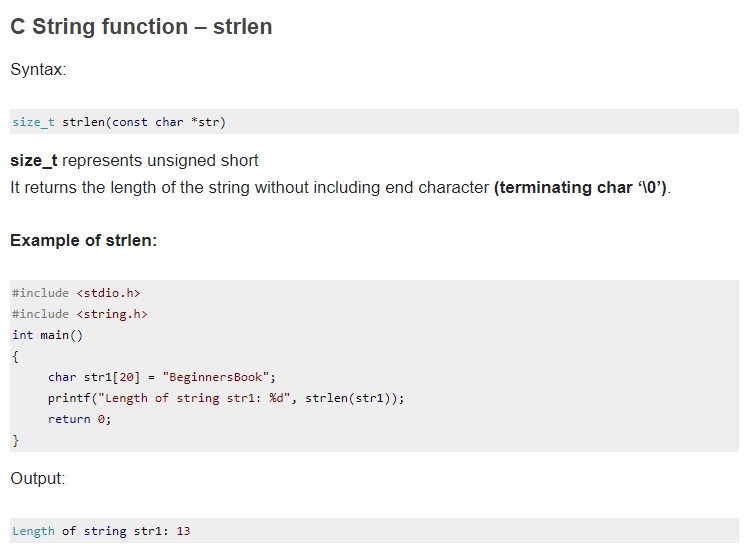 C String function – strlen
Syntax:
size_t strlen(const char *str)
size_t represents unsigned short
It returns the length of the string without including end character (terminating char ‘\0’).
Example of strlen:
#include <stdio.h>
#include <string.h>
int main()
{
     char str1[20] = "BeginnersBook";
     printf("Length of string str1: %d", strlen(str1));
     return 0;
}
Output:
Length of string str1: 13